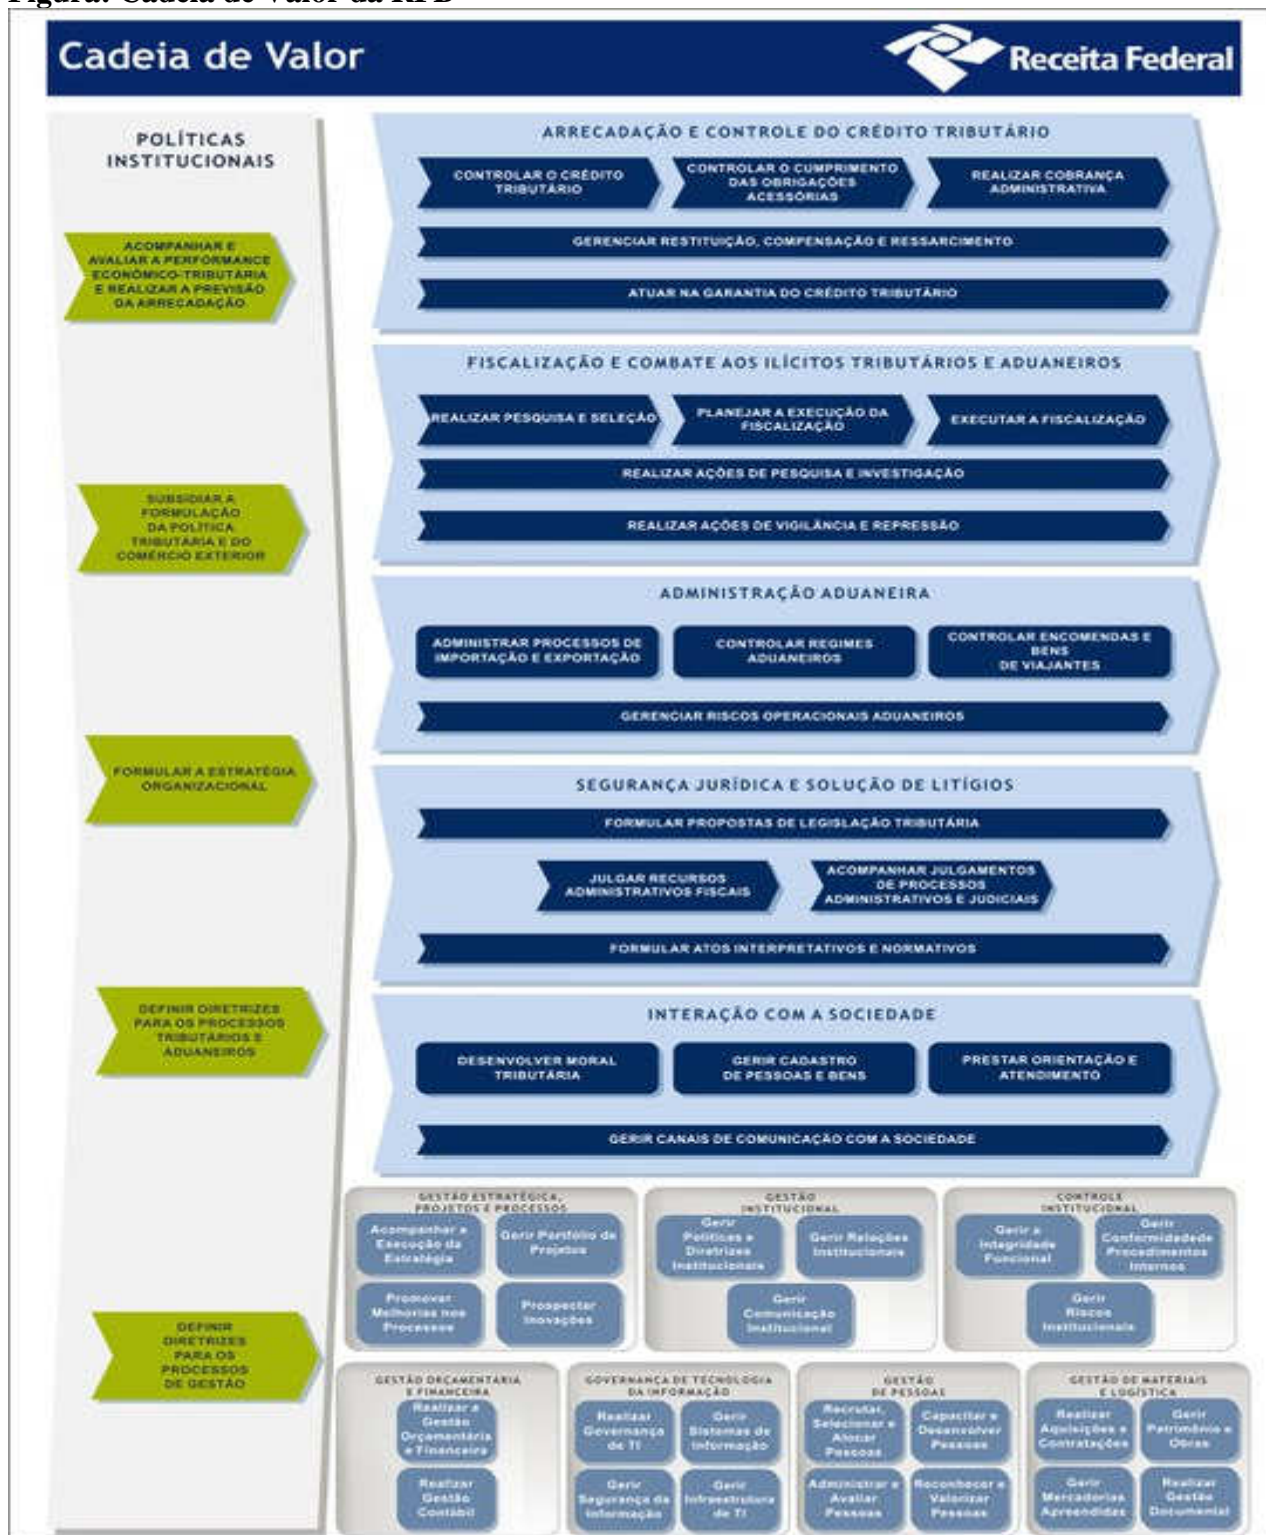 Figura: Cadeia de Valor da RFB
Cadeia de Valor
Receita Federal
POLÍTICAS
INSTITUCIONAIS
ACOMPANHAR E
AVALIAR A PERFORMANCE
ECONÔMICO-TRIBUTÁRIA
E REALIZAR A PREVISÃO
DA ARRECADAÇÃO
SUBSIDIAR A
FORMULAÇÃO
DA POLÍTICA
TRIBUTÁRIA E DO
COMÉRCIO EXTERIOR
FORMULAR A ESTRATÉGIA
ORGANIZACIONAL
DEFINIR DIRETRIZES
PARA OS PROCESSOS
TRIBUTÁRIOS E
ADUANEIROS
DEFINIR
DIRETRIZES
PARA OS
PROCESSOS
DE GESTÃO
ARRECADAÇÃO E CONTROLE DO CRÉDITO TRIBUTÁRIO
CONTROLAR O CRÉDITO
TRIBUTÁRIO
CONTROLAR O CUMPRIMENTO
DAS OBRIGAÇÕES
ACESSÓRIAS
REALIZAR COBRANÇA
ADMINISTRATIVA
GERENCIAR RESTITUIÇÃO, COMPENSAÇÃO E RESSARCIMENTO
ATUAR NA GARANTIA DO CRÉDITO TRIBUTÁRIO
FISCALIZAÇÃO E COMBATE AOS ILÍCITOS TRIBUTÁRIOS E ADUANEIROS
REALIZAR PESQUISA E SELEÇÃO
PLANEJAR A EXECUÇÃO DA
FISCALIZAÇÃO
EXECUTAR A FISCALIZAÇÃO
REALIZAR AÇÕES DE PESQUISA E INVESTIGAÇÃO
REALIZAR AÇÕES DE VIGILÂNCIA E REPRESSÃO
ADMINISTRAÇÃO ADUANEIRA
ADMINISTRAR PROCESSOS DE
IMPORTAÇÃO E EXPORTAÇÃO
CONTROLAR REGIMES
ADUANEIROS
CONTROLAR ENCOMENDAS E
BENS
DE VIAJANTES
GERENCIAR RISCOS OPERACIONAIS ADUANEIROS
SEGURANÇA JURÍDICA E SOLUÇÃO DE LITÍGIOS
FORMULAR PROPOSTAS DE LEGISLAÇÃO TRIBUTÁRIA
JULGAR RECURSOS
ADMINISTRATIVOS FISCAIS
ACOMPANHAR JULGAMENTOS
DE PROCESSOS
ADMINISTRATIVOS E JUDICIAIS
FORMULAR ATOS INTERPRETATIVOS E NORMATIVOS
INTERAÇÃO COM A SOCIEDADE
DESENVOLVER MORAL
TRIBUTÁRIA
GERIR CADASTRO
DE PESSOAS E BENS
PRESTAR ORIENTAÇÃO E
ATENDIMENTO
GERIR CANAIS DE COMUNICAÇÃO COM A SOCIEDADE
GESTÃO ESTRATÉGICA,
PROJETOS E PROCESSOS
Acompanhar a
Execução da
Estratégia
Gerir Portfólio de
Projetos
Promover
Melhorias nos
Processos
Prospectar
Inovações
GESTÃO
INSTITUCIONAL
Gerir
Políticas e
Diretrizes
Institucionais
Gerir Relações
Institucionais
Gerir
Comunicação
Institucional
CONTROLE
INSTITUCIONAL
Gerir a
Integridade
Funcional
Gerir
Conformidadede
Procedimentos
Internos
Gerir
Riscos
Institucionais
GESTÃO ORÇAMENTÁRIA
E FINANCEIRA
Realizar a
Gestão
Orçamentária
e Financeira
Realizar
Gestão
Contábil
GOVERNANÇA DE TECNOLOGIA
DA INFORMAÇÃO
Realizar
Governança
de TI
Gerir
Sistemas de
Informação
Gerir
Segurança da
Informação
Gerir
Infraestrutura
de TI
GESTÃO
DE PESSOAS
Recrutar,
Selecionar e
Alocar
Pessoas
Capacitar e
Desenvolver
Pessoas
Administrar e
Avaliar
Pessoas
Reconhecer e
Valorizar
Pessoas
GESTÃO DE MATERIAIS
E LOGÍSTICA
Realizar
Aquisições e
Contratações
Gerir
Patrimônio e
Obras
Gerir
Mercadorias
Apreendidas
Realizar
Gestão
Documental